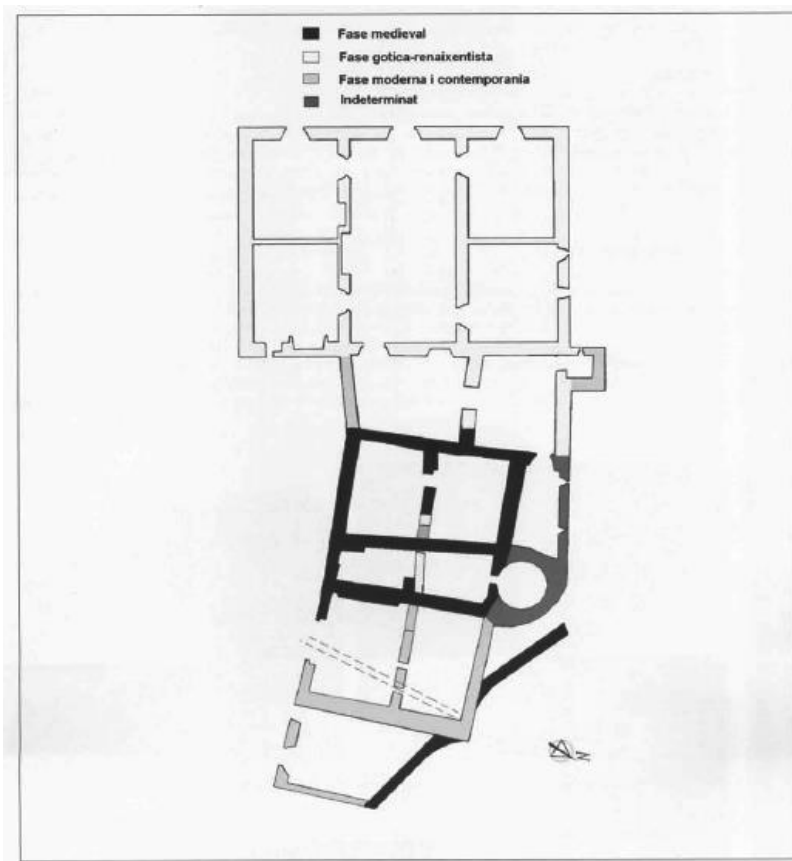 Fase medieval
Fase gotica-renaixentista
Fase moderna i contemporania
Indeterminat
N